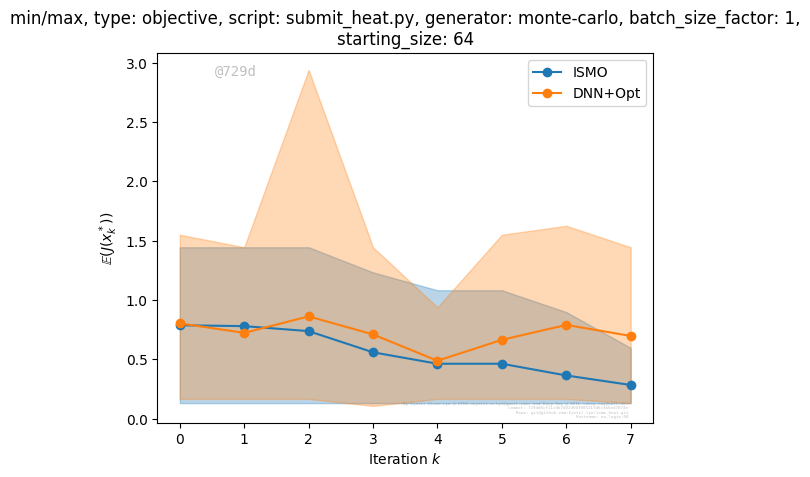 min/max, type: objective, script: submit_heat.py, generator: monte-carlo, batch_size_factor: 1,
starting_size: 64
@729d
ISMO
DNN+Opt
3.0
2.5
2.0
1.5
1.0
0.5
0.0
𝔼(J(x_k^*))
0 1 2 3 4 5 6 7
Iteration k